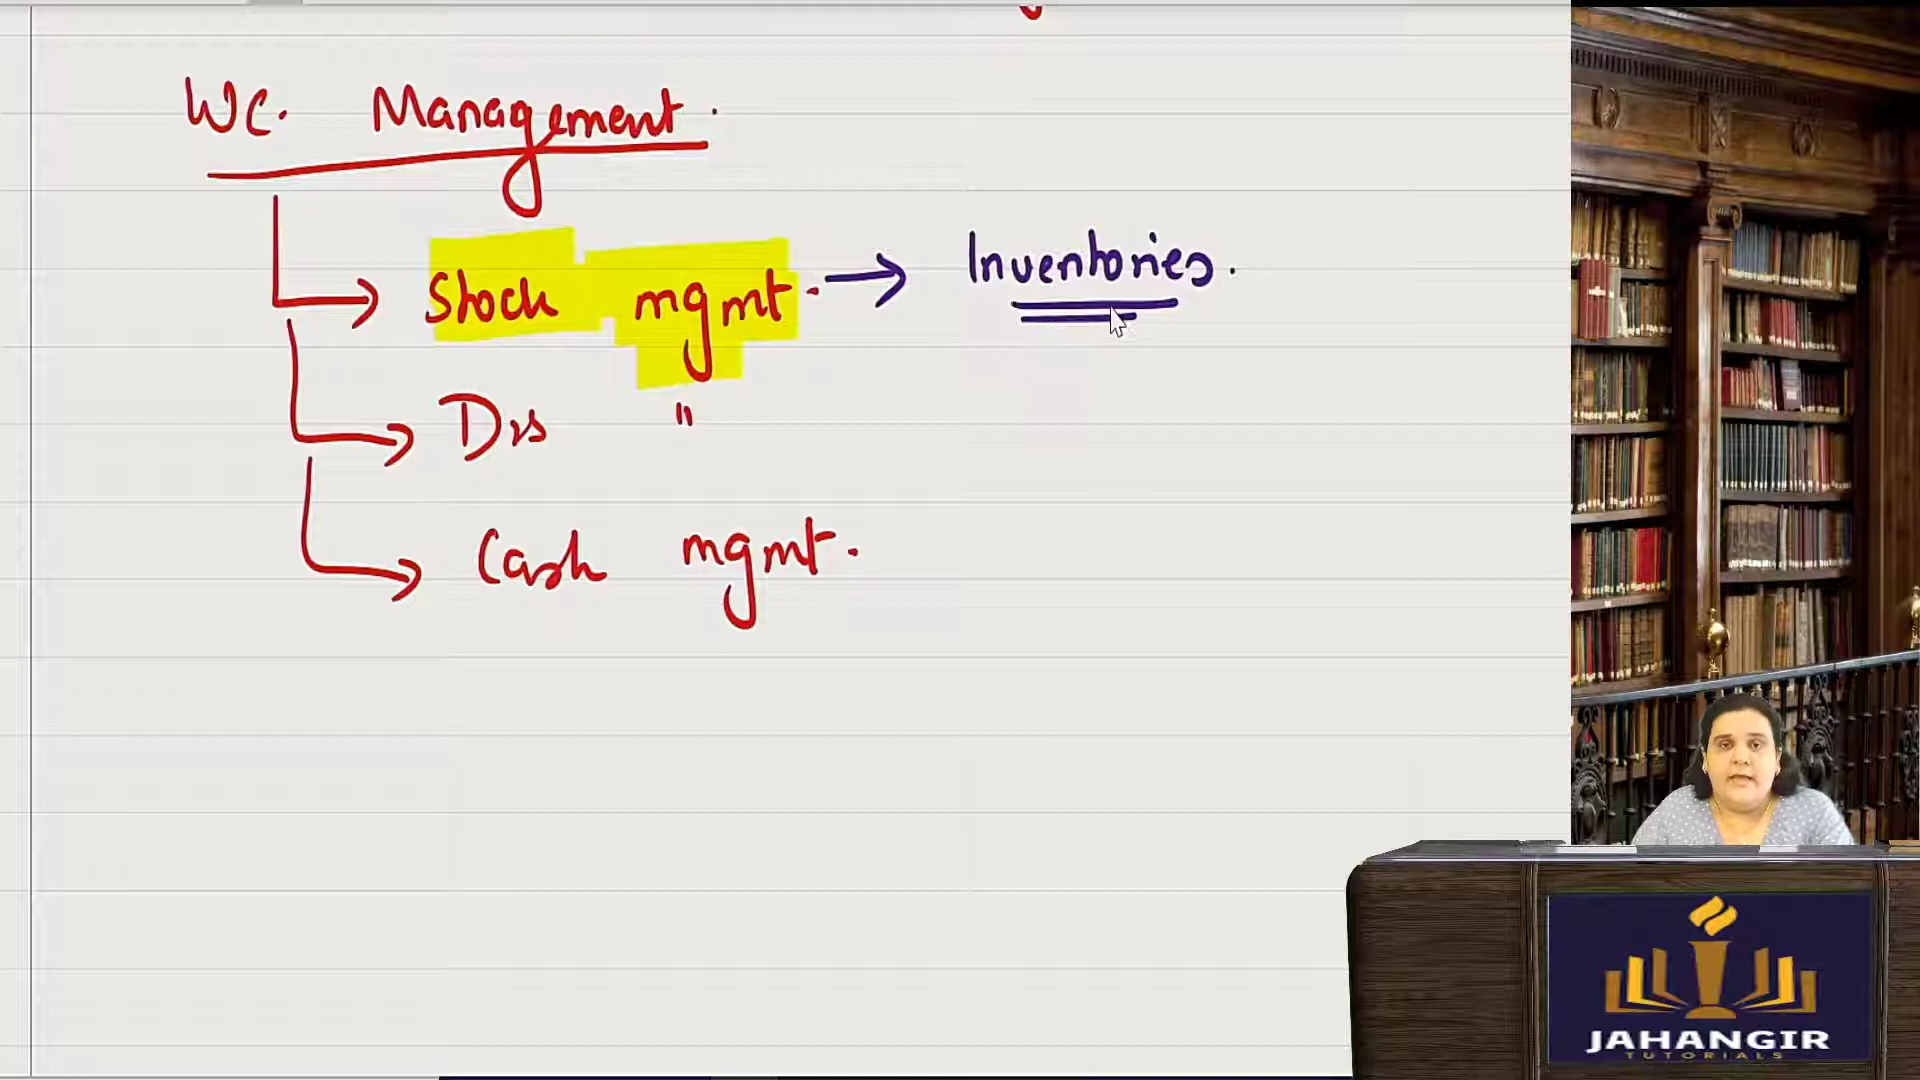 WC. Management.
Stock mgmt. → Inventories.
Drs "
Cash mgmt.
JAHANGIR
TUTORIALS